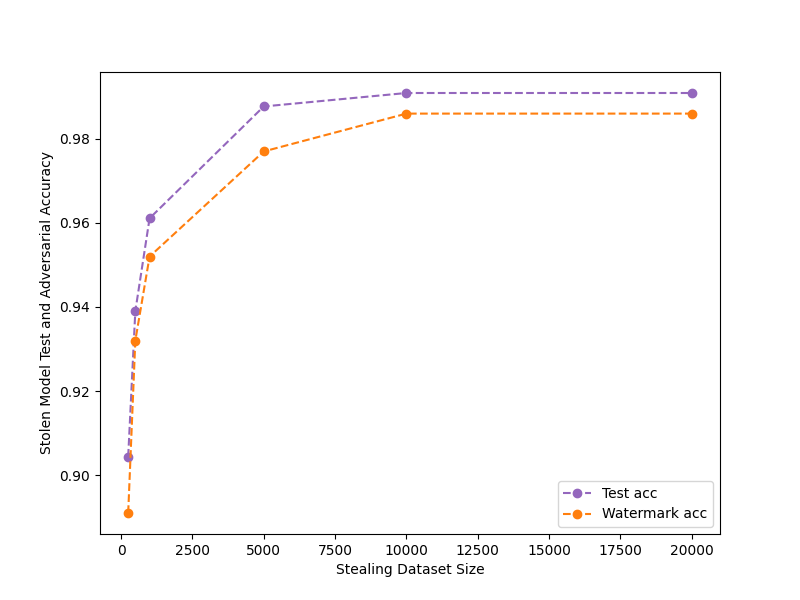 0.98
0.96
0.94
0.92
0.90
Stolen Model Test and Adversarial Accuracy
Test acc
Watermark acc
0 2500 5000 7500 10000 12500 15000 17500 20000
Stealing Dataset Size